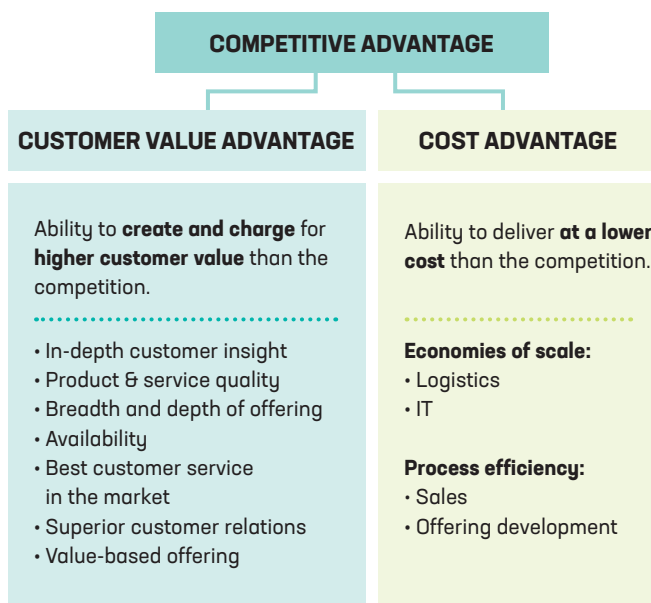 COMPETITIVE ADVANTAGE
CUSTOMER VALUE ADVANTAGE
Ability to create and charge for
higher customer value than the
competition.
• In-depth customer insight
• Product & service quality
• Breadth and depth of offering
• Availability
• Best customer service
in the market
• Superior customer relations
• Value-based offering
COST ADVANTAGE
Ability to deliver at a lower
cost than the competition.
Economies of scale:
• Logistics
• IT
Process efficiency:
• Sales
• Offering development